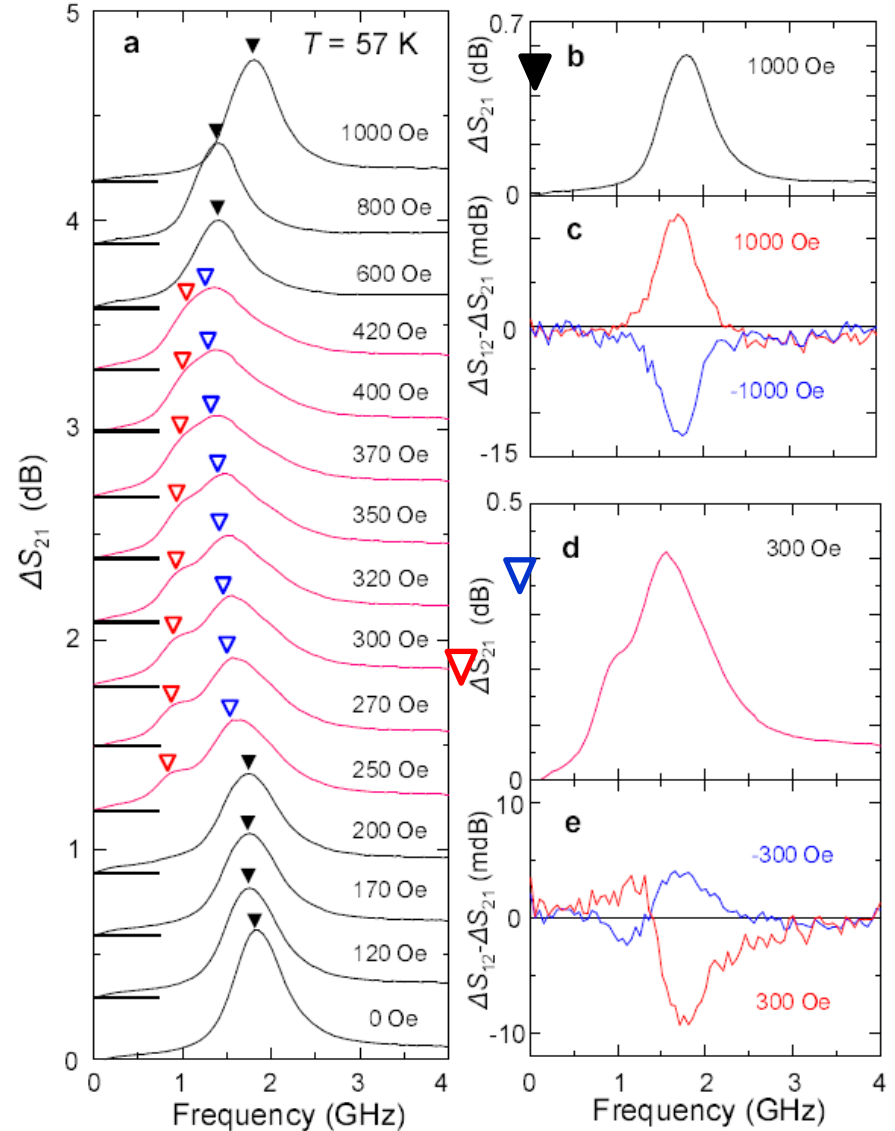 a
T = 57 K
5
4
3
2
1
0
ΔS21 (dB)
1000 Oe
800 Oe
600 Oe
420 Oe
400 Oe
370 Oe
350 Oe
320 Oe
300 Oe
270 Oe
250 Oe
200 Oe
170 Oe
120 Oe
0 Oe
0 1 2 3 4
Frequency (GHz)
b
1000 Oe
0.7
0
ΔS21 (dB)
c
1000 Oe
-1000 Oe
0
-15
ΔS12-ΔS21 (mdB)
d
300 Oe
0.5
0
ΔS21 (dB)
e
-300 Oe
300 Oe
10
0
-10
ΔS12-ΔS21 (mdB)
0 1 2 3 4
Frequency (GHz)